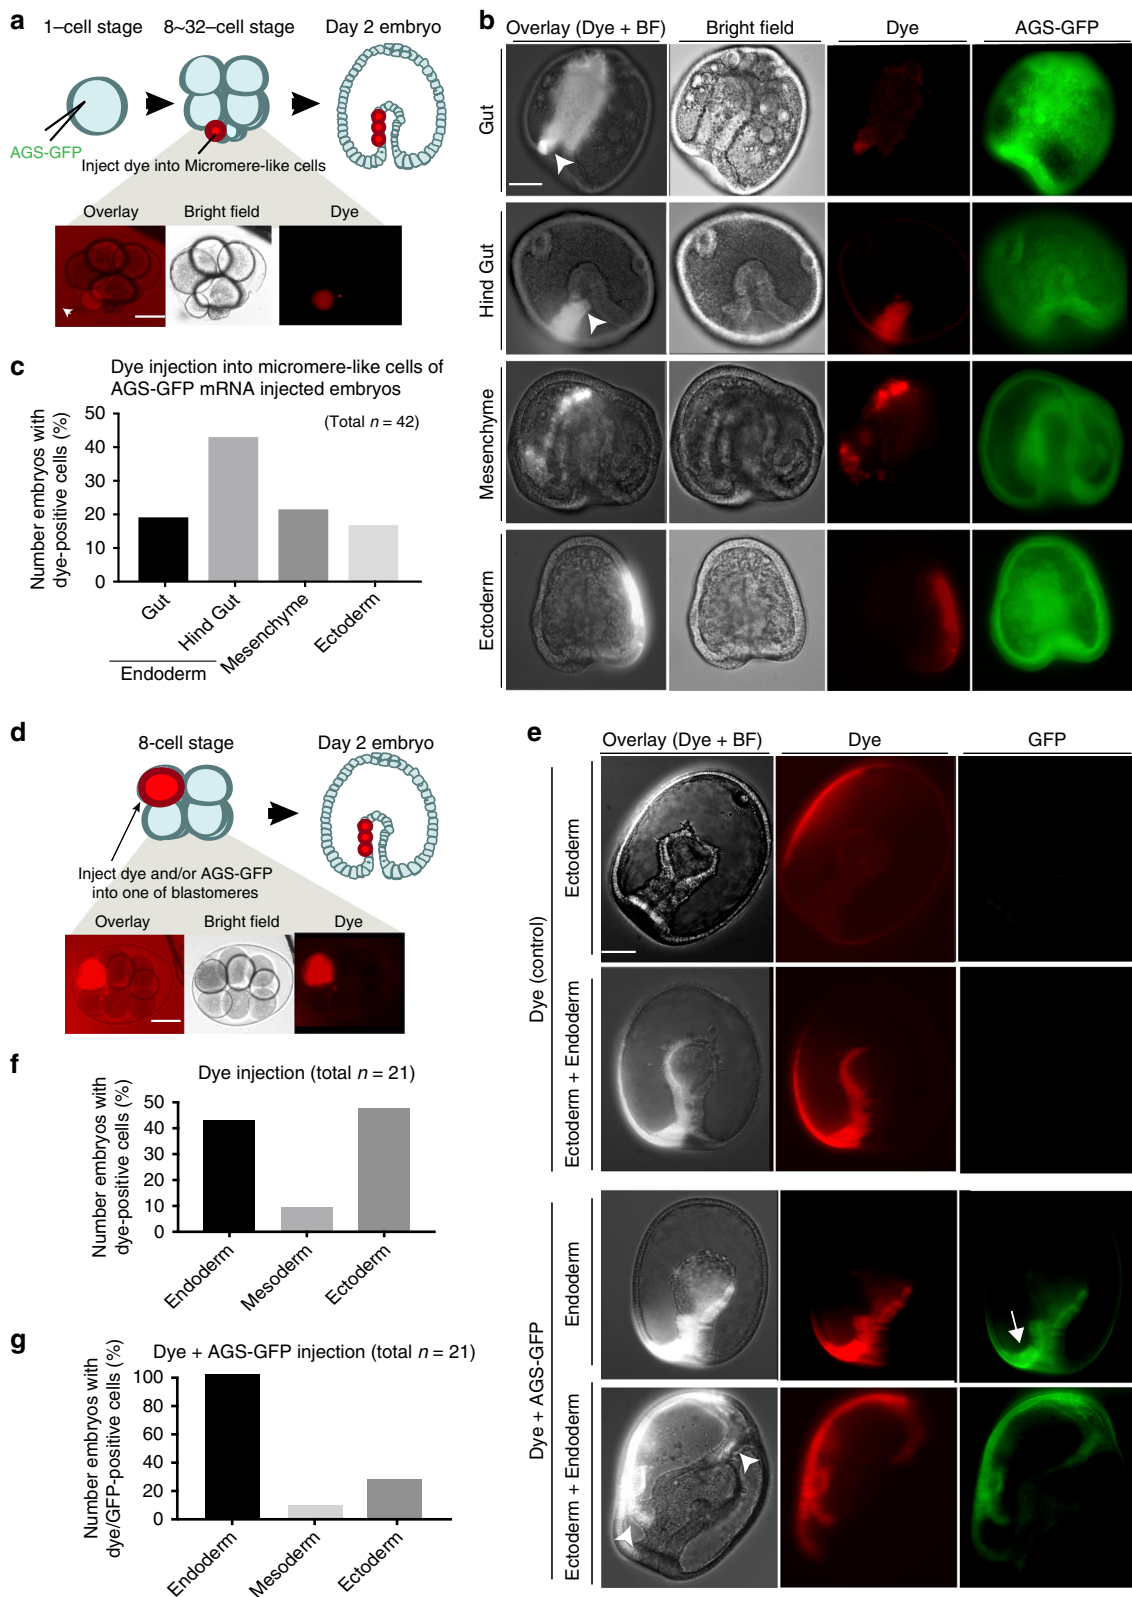 a
1–cell stage
8~32–cell stage
Day 2 embryo
AGS-GFP
Inject dye into Micromere-like cells
Overlay
Bright field
Dye
b
Overlay (Dye + BF)
Bright field
Dye
AGS-GFP
Gut
Hind Gut
Mesenchyme
Ectoderm
c
Dye injection into micromere-like cells of
AGS-GFP mRNA injected embryos
(Total n = 42)
Number embryos with
dye-positive cells (%)
50
40
30
20
10
0
Gut
Hind Gut
Mesenchyme
Ectoderm
Endoderm
d
8-cell stage
Day 2 embryo
Inject dye and/or AGS-GFP
into one of blastomeres
Overlay
Bright field
Dye
e
Overlay (Dye + BF)
Dye
GFP
Dye (control)
Ectoderm
Ectoderm + Endoderm
Dye + AGS-GFP
Endoderm
Ectoderm + Endoderm
f
Dye injection (total n = 21)
Number embryos with
dye-positive cells (%)
50
40
30
20
10
0
Endoderm
Mesoderm
Ectoderm
g
Dye + AGS-GFP injection (total n = 21)
Number embryos with
dye/GFP-positive cells (%)
100
80
60
40
20
0
Endoderm
Mesoderm
Ectoderm